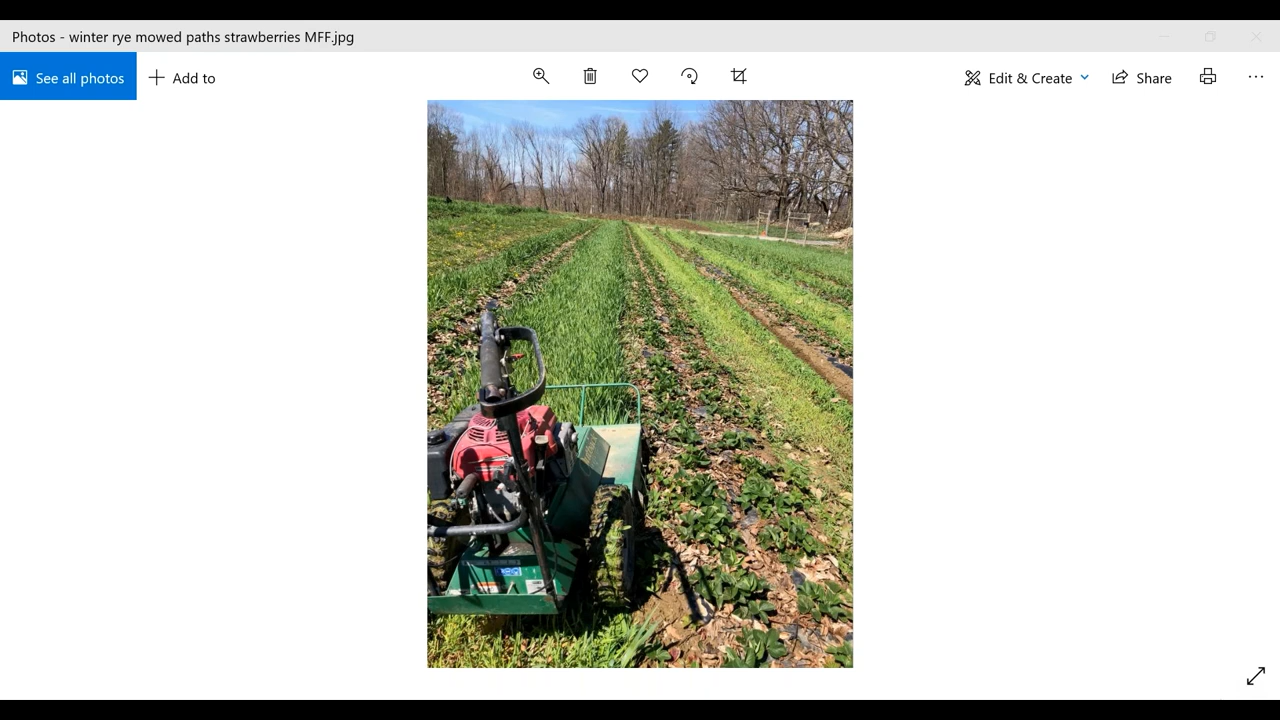 Photos - winter rye mowed paths strawberries MFF.jpg
See all photos
Add to
Edit & Create
Share